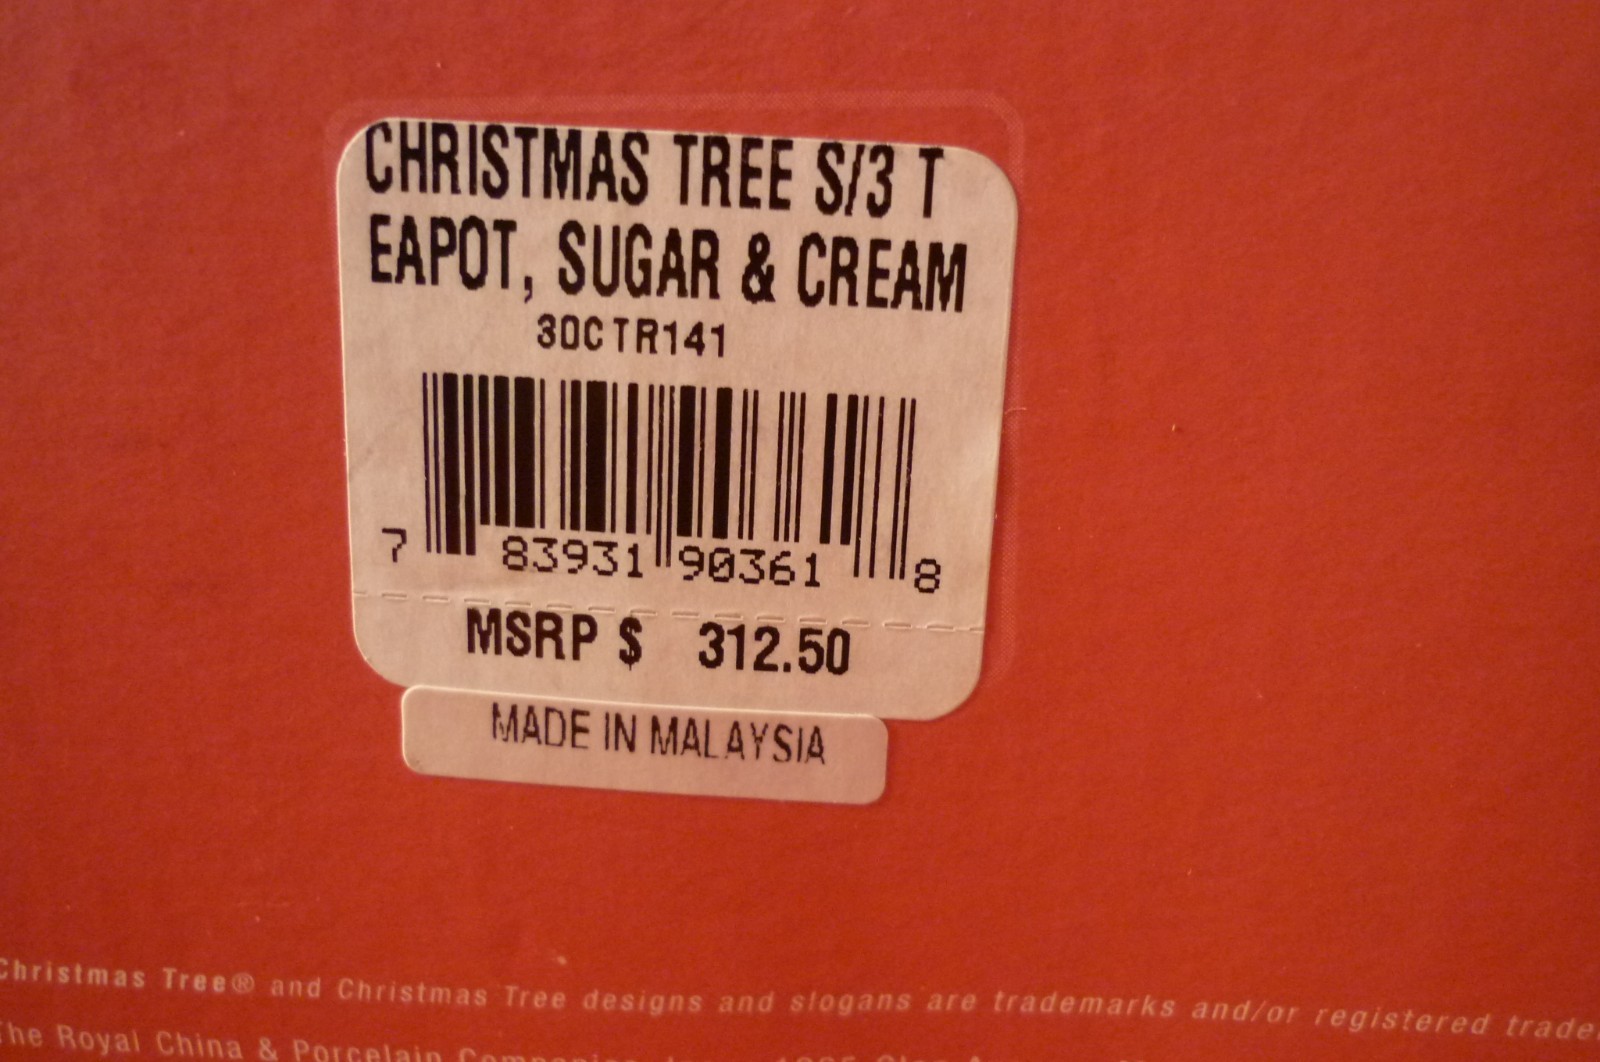 CHRISTMAS TREE S/3 T
EAPOT, SUGAR & CREAM
30CTR141
7 83931 90361 8
MSRP $ 312.50
MADE IN MALAYSIA
Christmas Tree® and Christmas Tree designs and slogans are trademarks and/or registered trade
The Royal China & Porcelain Companies